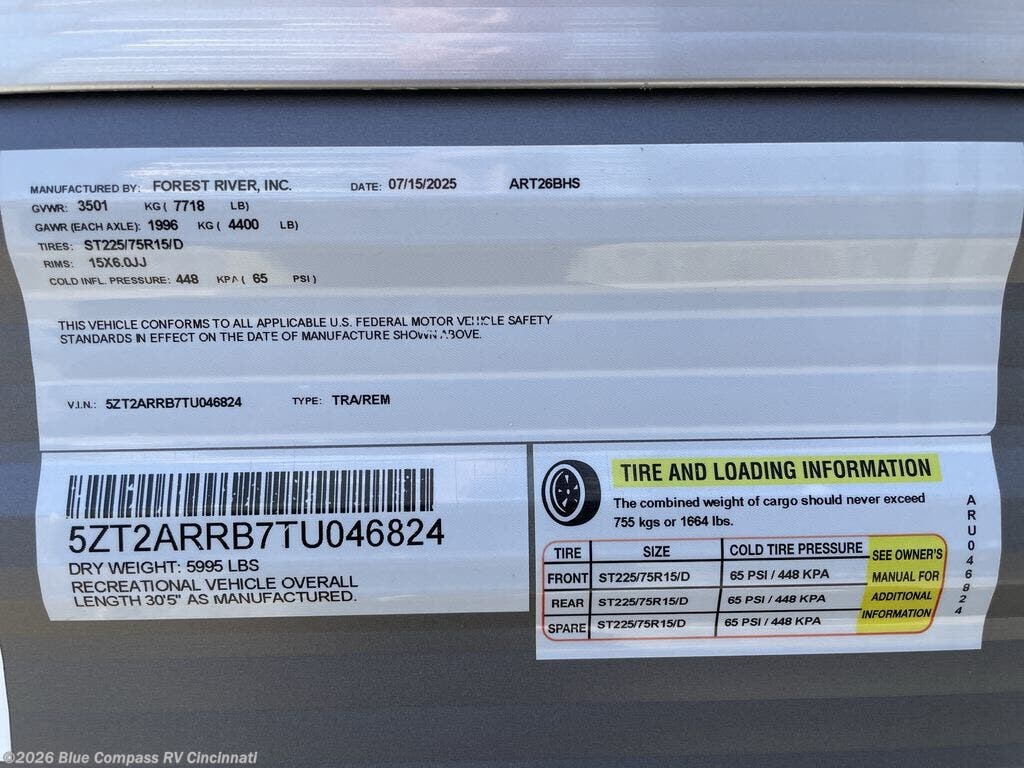 MANUFACTURED BY: FOREST RIVER, INC. DATE: 07/15/2025 ART26BHS
GVWR: 3501 KG ( 7718 LB)
GAWR (EACH AXLE): 1996 KG ( 4400 LB)
TIRES: ST225/75R15/D
RIMS: 15X6.0JJ
COLD INFL. PRESSURE: 448 KPA ( 65 PSI )
THIS VEHICLE CONFORMS TO ALL APPLICABLE U.S. FEDERAL MOTOR VEHICLE SAFETY
STANDARDS IN EFFECT ON THE DATE OF MANUFACTURE SHOWN ABOVE.
V.I.N.: 5ZT2ARRB7TU046824 TYPE: TRA/REM
5ZT2ARRB7TU046824
DRY WEIGHT: 5995 LBS
RECREATIONAL VEHICLE OVERALL
LENGTH 30'5" AS MANUFACTURED.
TIRE AND LOADING INFORMATION
The combined weight of cargo should never exceed
755 kgs or 1664 lbs.
TIRE SIZE COLD TIRE PRESSURE
FRONT ST225/75R15/D 65 PSI / 448 KPA
REAR ST225/75R15/D 65 PSI / 448 KPA
SPARE ST225/75R15/D 65 PSI / 448 KPA
SEE OWNER'S
MANUAL FOR
ADDITIONAL
INFORMATION
ARU046824
©2026 Blue Compass RV Cincinnati